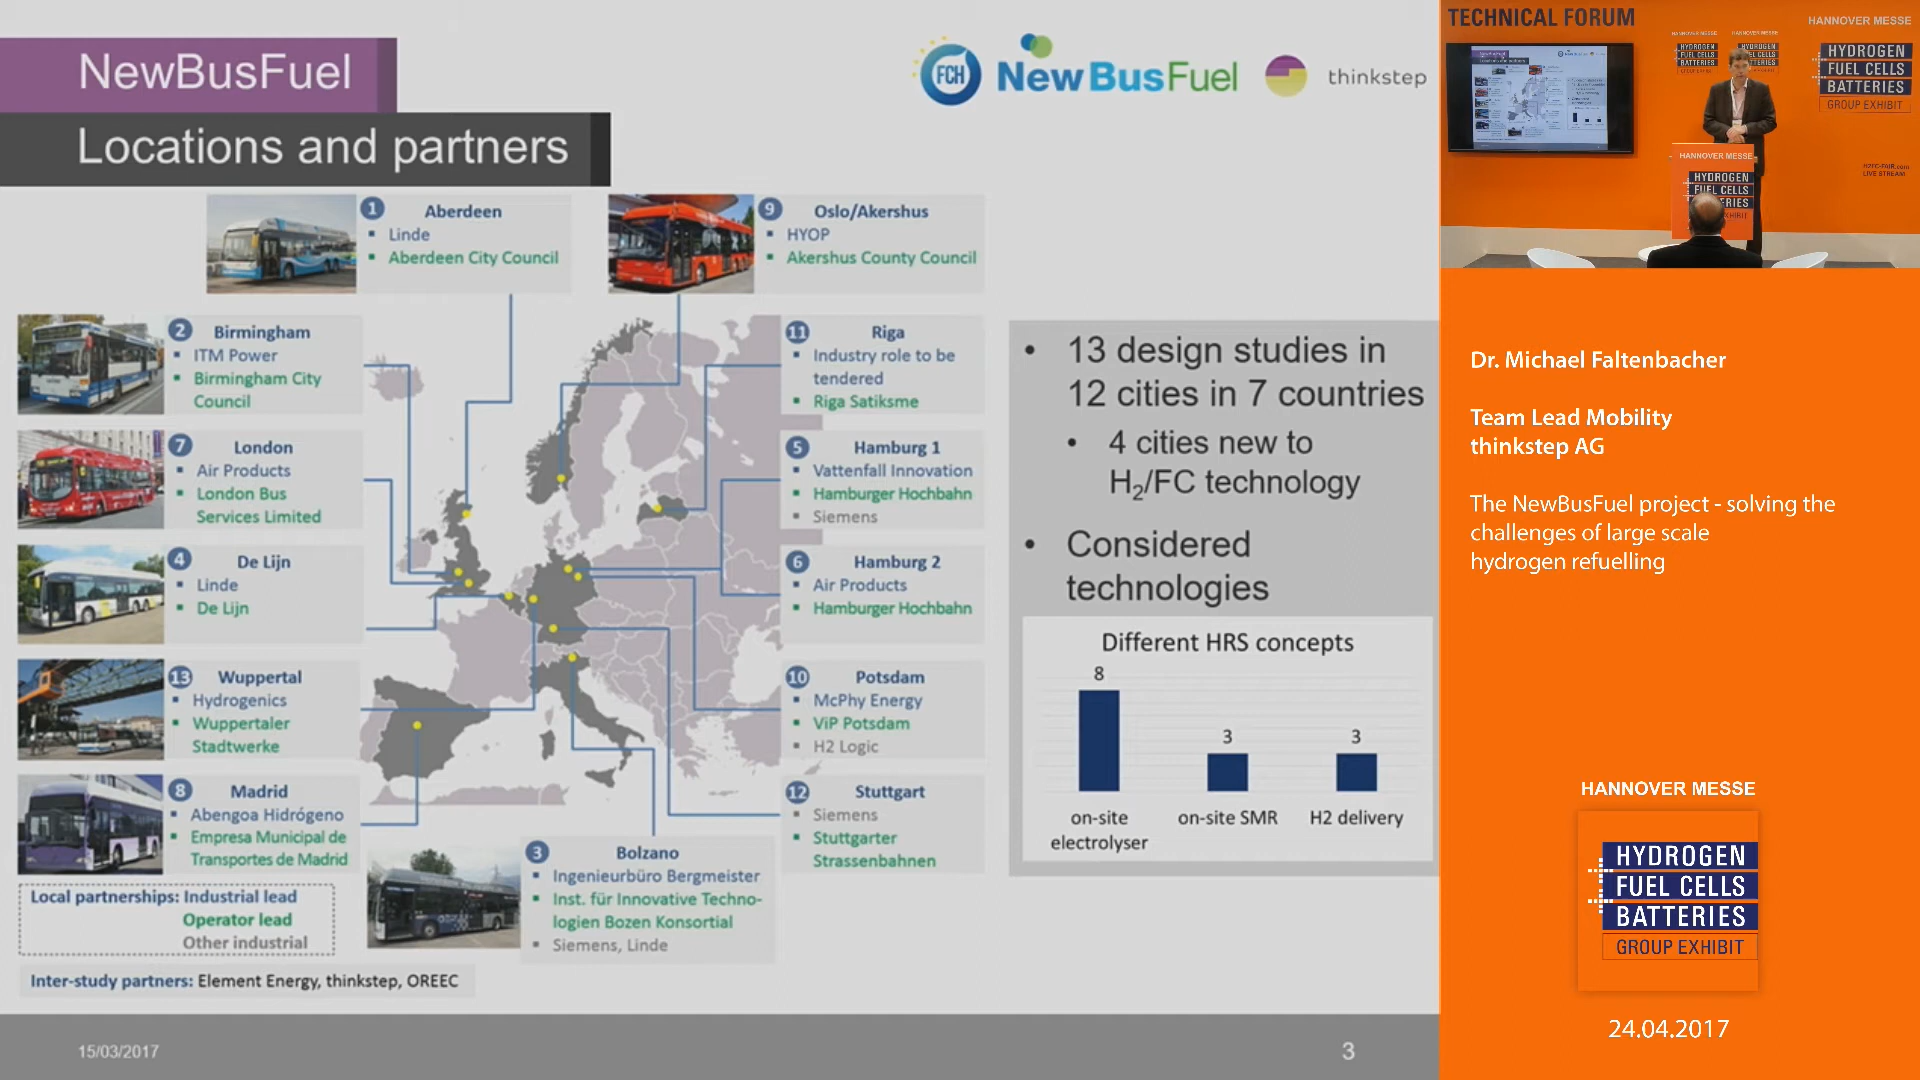 NewBusFuel
Locations and partners
FCH
NewBusFuel
thinkstep
1 Aberdeen
▪ Linde
▪ Aberdeen City Council
9 Oslo/Akershus
▪ HYOP
▪ Akershus County Council
2 Birmingham
▪ ITM Power
▪ Birmingham City
Council
11 Riga
▪ Industry role to be
tendered
▪ Riga Satiksme
7 London
▪ Air Products
▪ London Bus
Services Limited
5 Hamburg 1
▪ Vattenfall Innovation
▪ Hamburger Hochbahn
▪ Siemens
4 De Lijn
▪ Linde
▪ De Lijn
6 Hamburg 2
▪ Air Products
▪ Hamburger Hochbahn
13 Wuppertal
▪ Hydrogenics
▪ Wuppertaler
Stadtwerke
10 Potsdam
▪ McPhy Energy
▪ ViP Potsdam
▪ H2 Logic
8 Madrid
▪ Abengoa Hidrógeno
▪ Empresa Municipal de
Transportes de Madrid
12 Stuttgart
▪ Siemens
▪ Stuttgarter
Strassenbahnen
3 Bolzano
▪ Ingenieurbüro Bergmeister
▪ Inst. für Innovative Techno-
logien Bozen Konsortial
▪ Siemens, Linde
Local partnerships: Industrial lead
Operator lead
Other industrial
Inter-study partners: Element Energy, thinkstep, OREEC
• 13 design studies in
12 cities in 7 countries
• 4 cities new to
H₂/FC technology
• Considered
technologies
Different HRS concepts
8
3
3
on-site
electrolyser
on-site SMR
H2 delivery
15/03/2017
3
TECHNICAL FORUM
HANNOVER MESSE
HANNOVER MESSE
HANNOVER MESSE
HYDROGEN
FUEL CELLS
BATTERIES
HYDROGEN
FUEL CELLS
BATTERIES
GROUP EXHIBIT
HANNOVER MESSE
HYDROGEN
FUEL CELLS
H2FC-FAIR.com
LIVE STREAM
Dr. Michael Faltenbacher
Team Lead Mobility
thinkstep AG
The NewBusFuel project - solving the
challenges of large scale
hydrogen refuelling
HANNOVER MESSE
HYDROGEN
FUEL CELLS
BATTERIES
GROUP EXHIBIT
24.04.2017